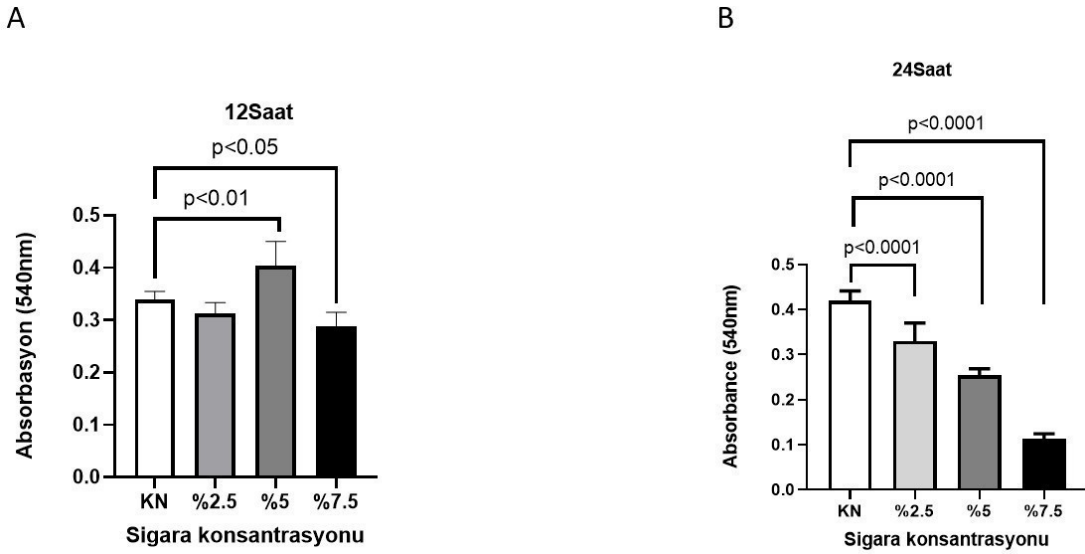 A
12Saat
p<0.05
p<0.01
0.5
0.4
0.3
0.2
0.1
0.0
Absorbasyon (540nm)
KN %2.5 %5 %7.5
Sigara konsantrasyonu
B
24Saat
p<0.0001
p<0.0001
p<0.0001
0.5
0.4
0.3
0.2
0.1
0.0
Absorbance (540nm)
KN %2.5 %5 %7.5
Sigara konsantrasyonu